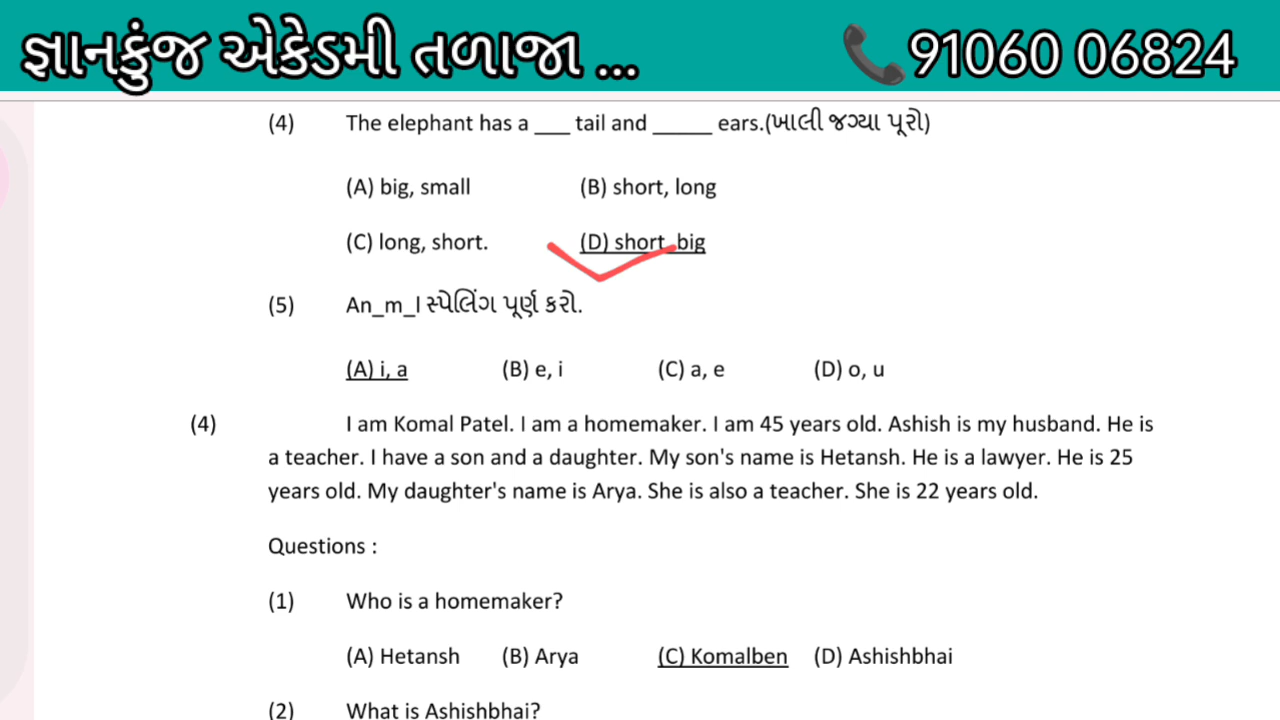 જ્ઞાનકુંજ એકેડમી તળાજા ... 91060 06824
(4) The elephant has a ___ tail and _____ ears.(ખાલી જગ્યા પૂરો)
(A) big, small (B) short, long
(C) long, short. (D) short, big
(5) An_m_l સ્પેલિંગ પૂર્ણ કરો.
(A) i, a (B) e, i (C) a, e (D) o, u
(4) I am Komal Patel. I am a homemaker. I am 45 years old. Ashish is my husband. He is
a teacher. I have a son and a daughter. My son's name is Hetansh. He is a lawyer. He is 25
years old. My daughter's name is Arya. She is also a teacher. She is 22 years old.
Questions :
(1) Who is a homemaker?
(A) Hetansh (B) Arya (C) Komalben (D) Ashishbhai
(2) What is Ashishbhai?